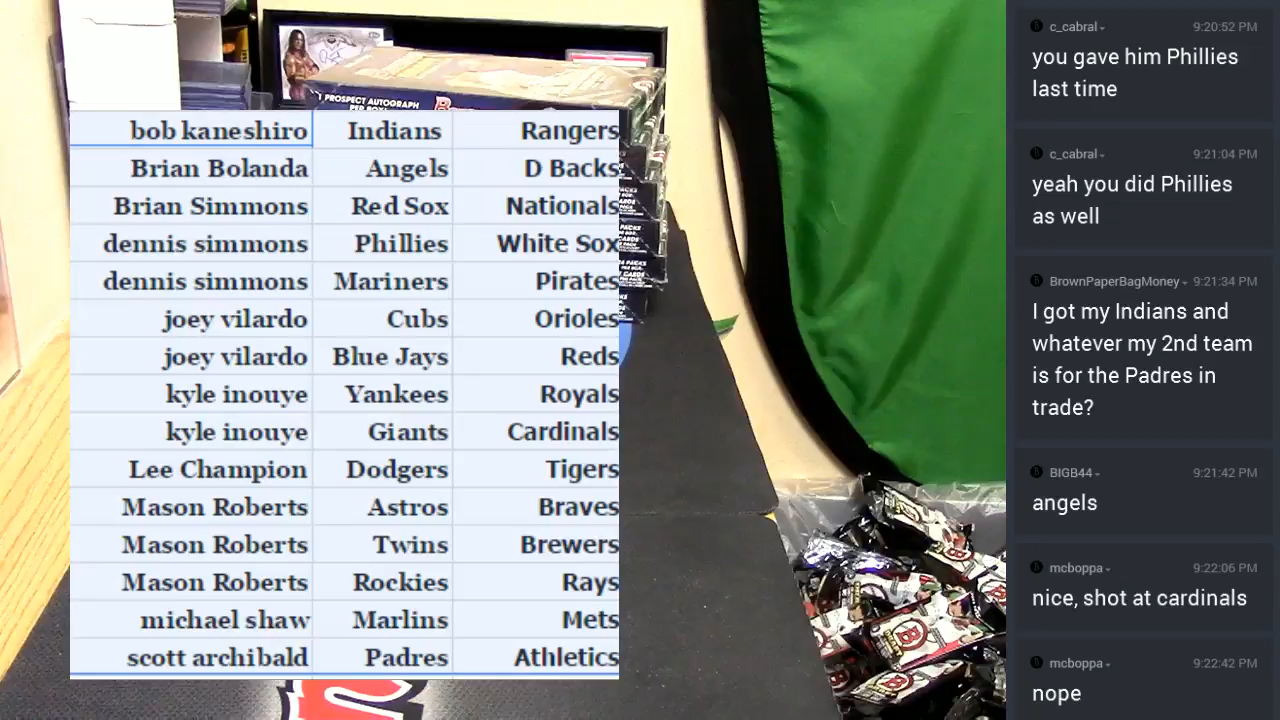 1 PROSPECT AUTOGRAPH
PER BOX!
bob kaneshiro Indians Rangers
Brian Bolanda Angels D Backs
Brian Simmons Red Sox Nationals
dennis simmons Phillies White Sox
dennis simmons Mariners Pirates
joey vilardo Cubs Orioles
joey vilardo Blue Jays Reds
kyle inouye Yankees Royals
kyle inouye Giants Cardinals
Lee Champion Dodgers Tigers
Mason Roberts Astros Braves
Mason Roberts Twins Brewers
Mason Roberts Rockies Rays
michael shaw Marlins Mets
scott archibald Padres Athletics
c_cabral 9:20:52 PM
you gave him Phillies
last time
c_cabral 9:21:04 PM
yeah you did Phillies
as well
BrownPaperBagMoney 9:21:34 PM
I got my Indians and
whatever my 2nd team
is for the Padres in
trade?
BIGB44 9:21:42 PM
angels
mcboppa 9:22:06 PM
nice, shot at cardinals
mcboppa 9:22:42 PM
nope